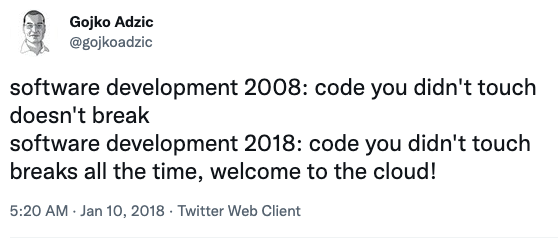 Gojko Adzic
@gojkoadzic
software development 2008: code you didn't touch
doesn't break
software development 2018: code you didn't touch
breaks all the time, welcome to the cloud!
5:20 AM · Jan 10, 2018 · Twitter Web Client